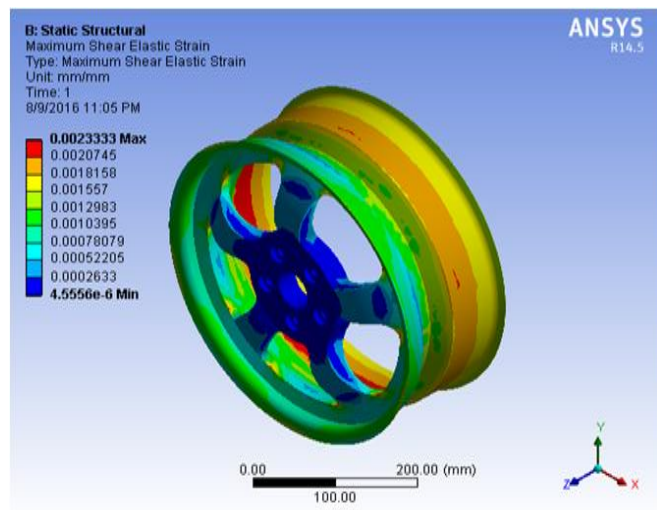 B: Static Structural
Maximum Shear Elastic Strain
Type: Maximum Shear Elastic Strain
Unit: mm/mm
Time: 1
8/9/2016 11:05 PM
ANSYS
R14.5
0.0023333 Max
0.0020745
0.0018158
0.001557
0.0012983
0.0010395
0.00078079
0.00052205
0.0002633
4.5556e-6 Min
0.00 200.00 (mm)
100.00
Y
Z X